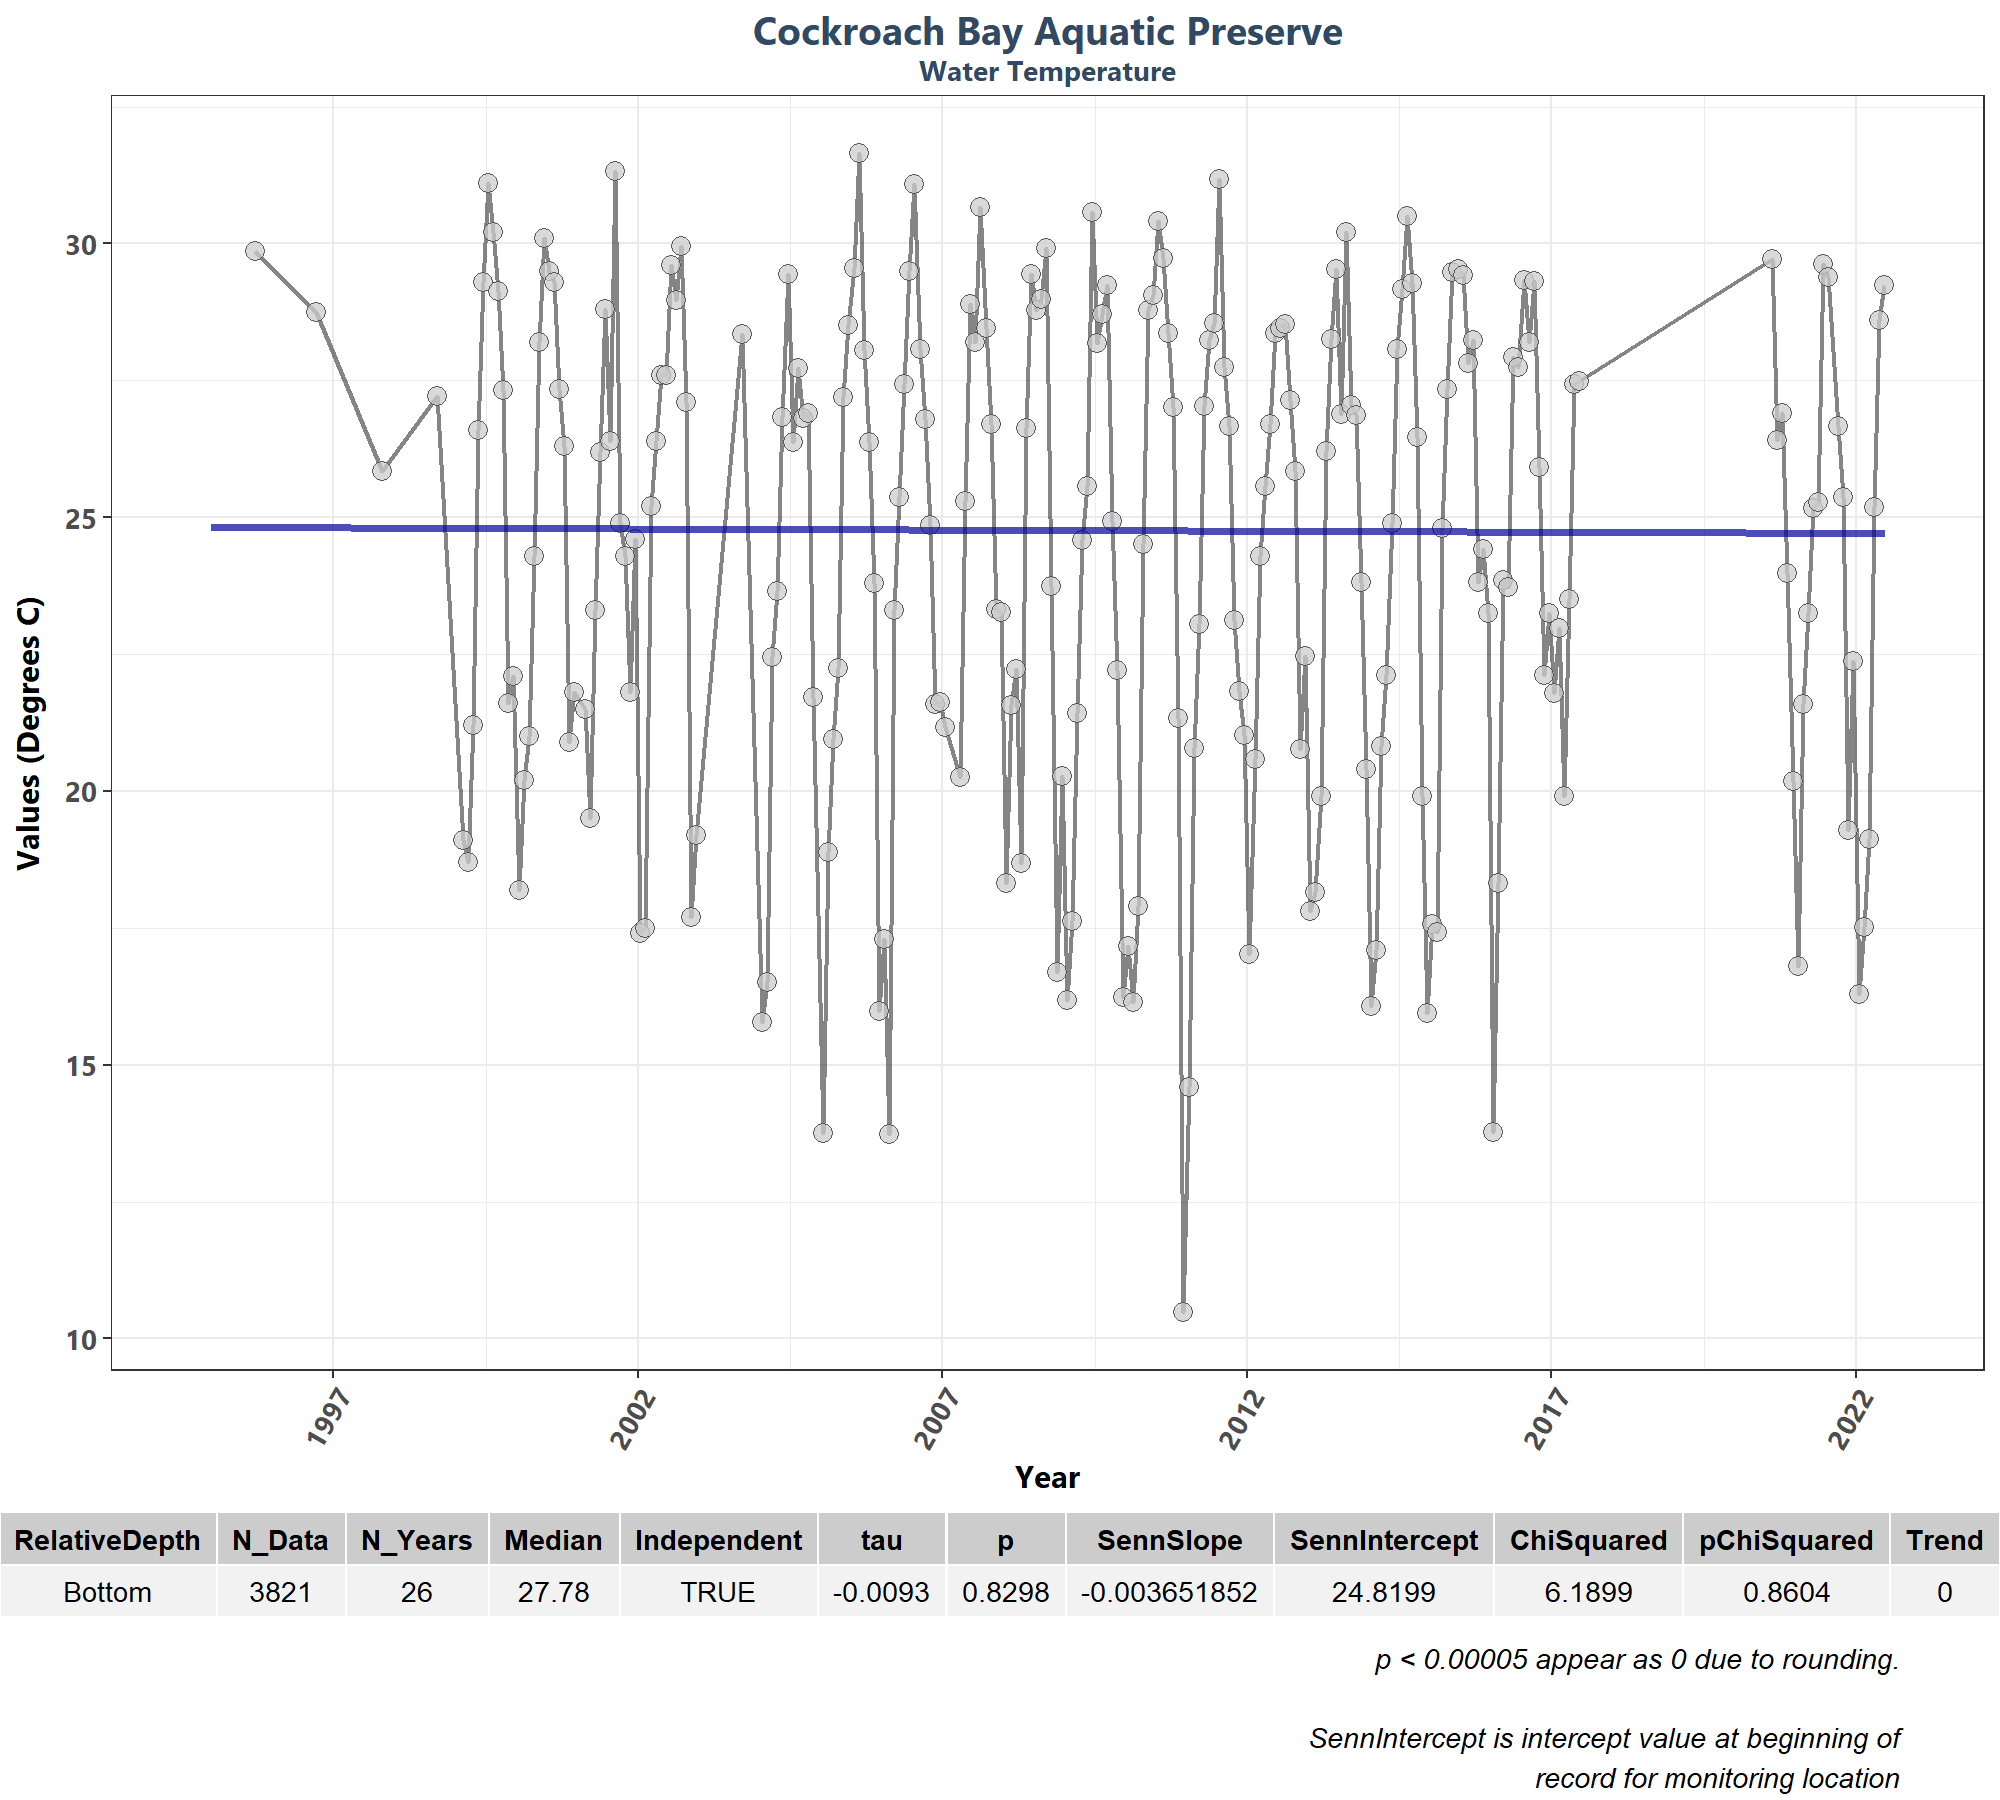 Cockroach Bay Aquatic Preserve
Water Temperature
Values (Degrees C)
30
25
20
15
10
1997
2002
2007
2012
2017
2022
Year
RelativeDepth N_Data N_Years Median Independent tau p SennSlope SennIntercept ChiSquared pChiSquared Trend
Bottom 3821 26 27.78 TRUE -0.0093 0.8298 -0.003651852 24.8199 6.1899 0.8604 0
p < 0.00005 appear as 0 due to rounding.
SennIntercept is intercept value at beginning of
record for monitoring location